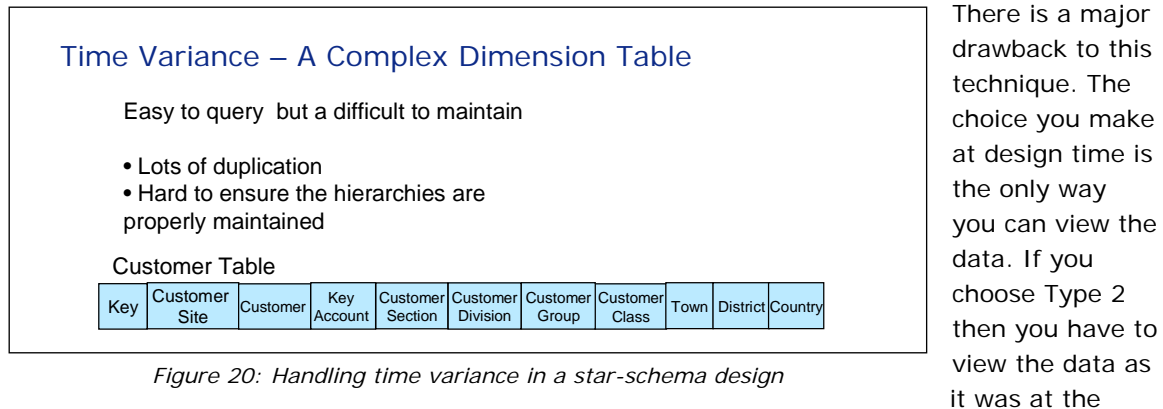 Time Variance – A Complex Dimension Table
Easy to query but a difficult to maintain
• Lots of duplication
• Hard to ensure the hierarchies are
properly maintained
Customer Table
Key Customer Site Customer Key Account Customer Section Customer Division Customer Group Customer Class Town District Country
Figure 20: Handling time variance in a star-schema design
There is a major
drawback to this
technique. The
choice you make
at design time is
the only way
you can view the
data. If you
choose Type 2
then you have to
view the data as
it was at the